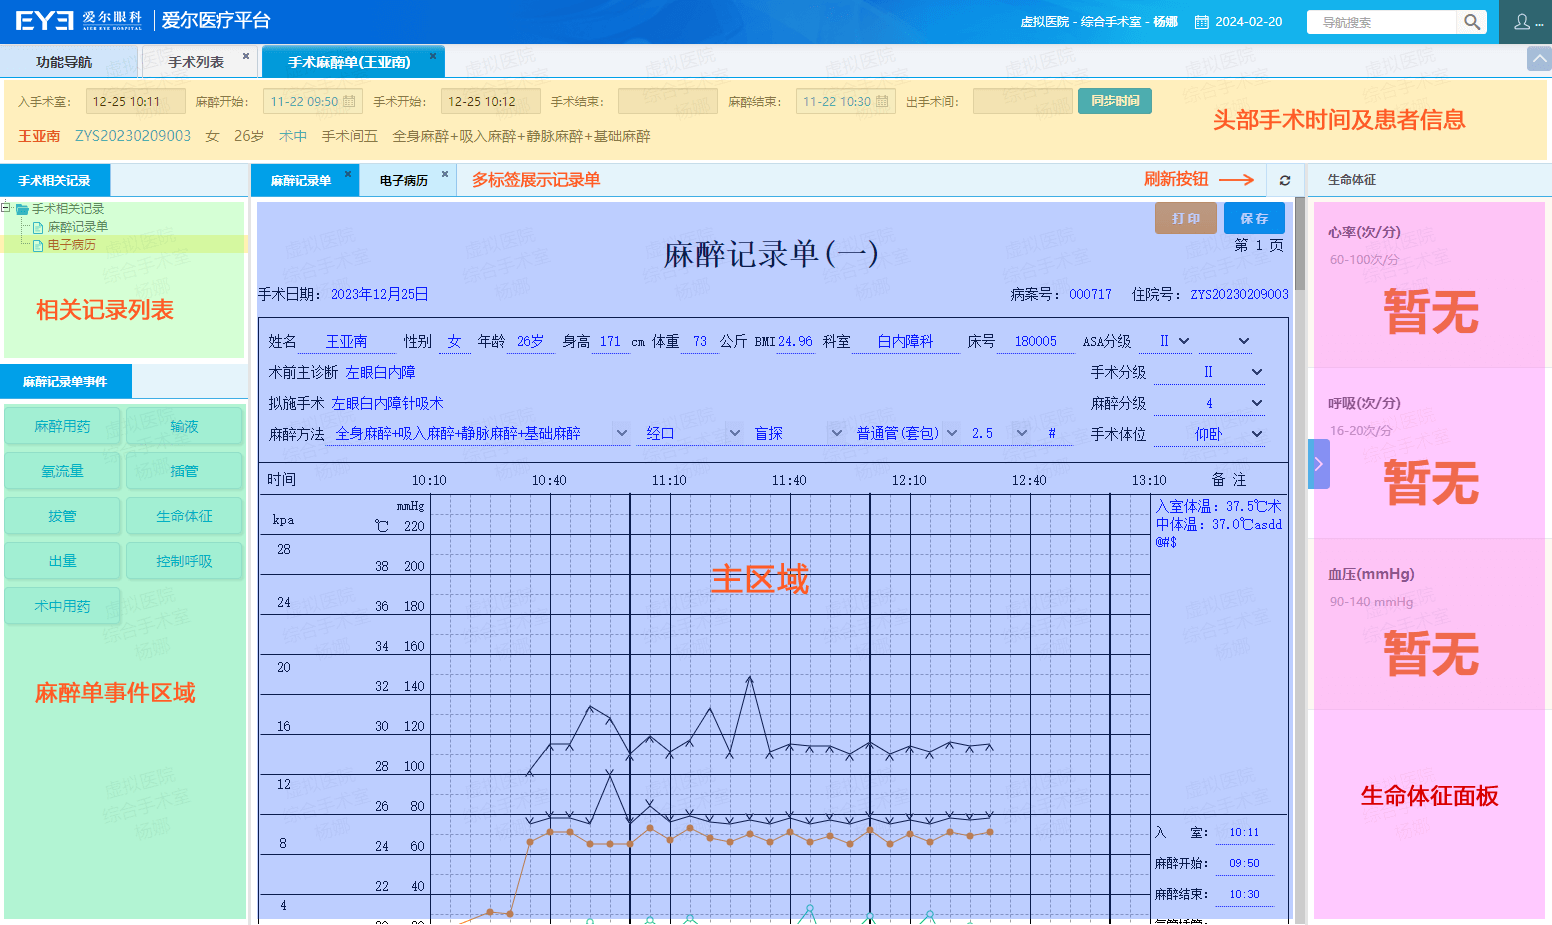 EYE 爱尔眼科 AIER EYE HOSPITAL 爱尔医疗平台
虚拟医院 - 综合手术室 - 杨娜 2024-02-20 导航搜索 ...
功能导航 手术列表 × 手术麻醉单(王亚南) ×
入手术室： 12-25 10:11 麻醉开始： 11-22 09:50 手术开始： 12-25 10:12 手术结束： 麻醉结束： 11-22 10:30 出手术间： 同步时间
头部手术时间及患者信息
王亚南 ZYS20230209003 女 26岁 术中 手术间五 全身麻醉+吸入麻醉+静脉麻醉+基础麻醉
手术相关记录
手术相关记录
麻醉记录单
电子病历
相关记录列表
麻醉记录单事件
麻醉用药 输液
氧流量 插管
拔管 生命体征
出量 控制呼吸
术中用药
麻醉单事件区域
麻醉记录单 × 电子病历 × 多标签展示记录单 刷新按钮
打印 保存
麻醉记录单(一)
第 1 页
手术日期： 2023年12月25日 病案号： 000717 住院号： ZYS20230209003
姓名 王亚南 性别 女 年龄 26岁 身高 171 cm 体重 73 公斤 BMI 24.96 科室 白内障科 床号 180005 ASA分级 II
术前主诊断 左眼白内障 手术分级 II
拟施手术 左眼白内障针吸术 麻醉分级 4
麻醉方法 全身麻醉+吸入麻醉+静脉麻醉+基础麻醉 经口 盲探 普通管(套包) 2.5 # 手术体位 仰卧
时间 10:10 10:40 11:10 11:40 12:10 12:40 13:10 备 注
mmHg
kpa ℃ 220
28
38 200
24 36 180
34 160
20
32 140
16 30 120
28 100
12
26 80
8 24 60
22 40
4
主区域
入室体温：37.5℃术
中体温：37.0℃asdd
@#$
入 室： 10:11
麻醉开始： 09:50
麻醉结束： 10:30
生命体征
心率(次/分)
60-100次/分
暂无
呼吸(次/分)
16-20次/分
暂无
血压(mmHg)
90-140 mmHg
暂无
生命体征面板
虚拟医院
综合手术室
杨娜